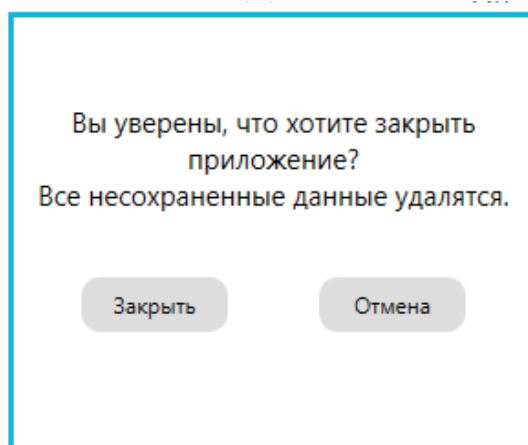 Вы уверены, что хотите закрыть
приложение?
Все несохраненные данные удалятся.
Закрыть
Отмена